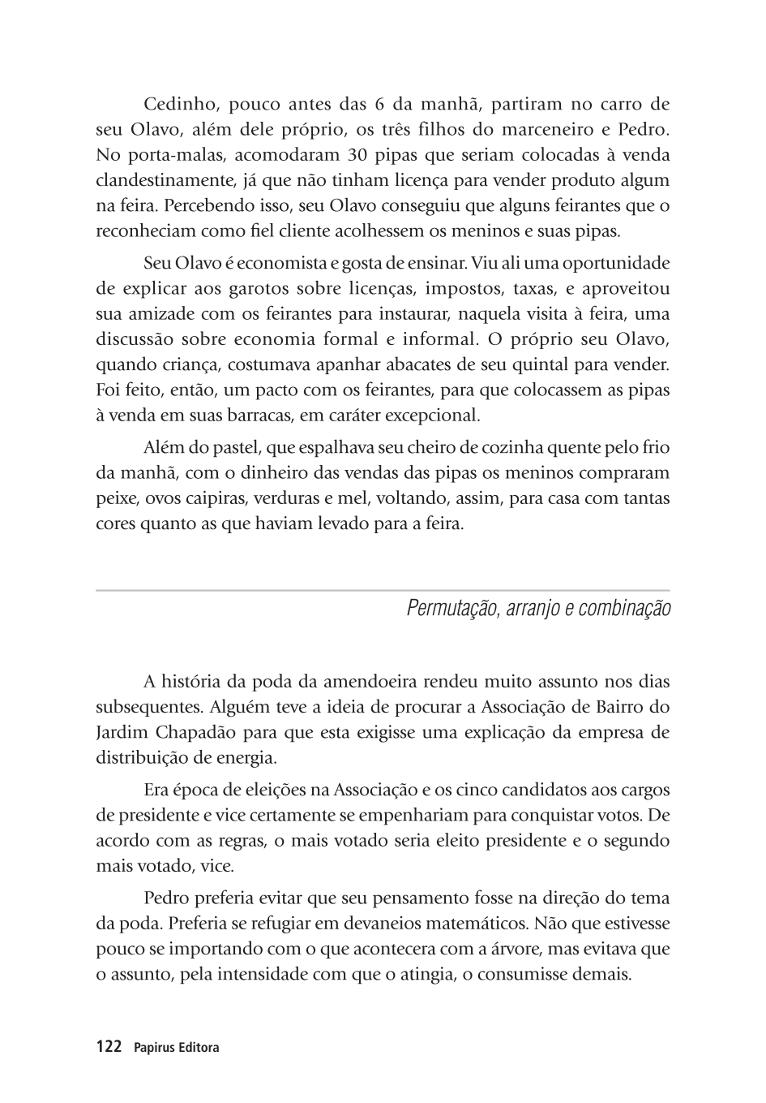 Cedinho, pouco antes das 6 da manhã, partiram no carro de
seu Olavo, além dele próprio, os três filhos do marceneiro e Pedro.
No porta-malas, acomodaram 30 pipas que seriam colocadas à venda
clandestinamente, já que não tinham licença para vender produto algum
na feira. Percebendo isso, seu Olavo conseguiu que alguns feirantes que o
reconheciam como fiel cliente acolhessem os meninos e suas pipas.
Seu Olavo é economista e gosta de ensinar. Viu ali uma oportunidade
de explicar aos garotos sobre licenças, impostos, taxas, e aproveitou
sua amizade com os feirantes para instaurar, naquela visita à feira, uma
discussão sobre economia formal e informal. O próprio seu Olavo,
quando criança, costumava apanhar abacates de seu quintal para vender.
Foi feito, então, um pacto com os feirantes, para que colocassem as pipas
à venda em suas barracas, em caráter excepcional.
Além do pastel, que espalhava seu cheiro de cozinha quente pelo frio
da manhã, com o dinheiro das vendas das pipas os meninos compraram
peixe, ovos caipiras, verduras e mel, voltando, assim, para casa com tantas
cores quanto as que haviam levado para a feira.
Permutação, arranjo e combinação
A história da poda da amendoeira rendeu muito assunto nos dias
subsequentes. Alguém teve a ideia de procurar a Associação de Bairro do
Jardim Chapadão para que esta exigisse uma explicação da empresa de
distribuição de energia.
Era época de eleições na Associação e os cinco candidatos aos cargos
de presidente e vice certamente se empenhariam para conquistar votos. De
acordo com as regras, o mais votado seria eleito presidente e o segundo
mais votado, vice.
Pedro preferia evitar que seu pensamento fosse na direção do tema
da poda. Preferia se refugiar em devaneios matemáticos. Não que estivesse
pouco se importando com o que acontecera com a árvore, mas evitava que
o assunto, pela intensidade com que o atingia, o consumisse demais.
122 Papirus Editora